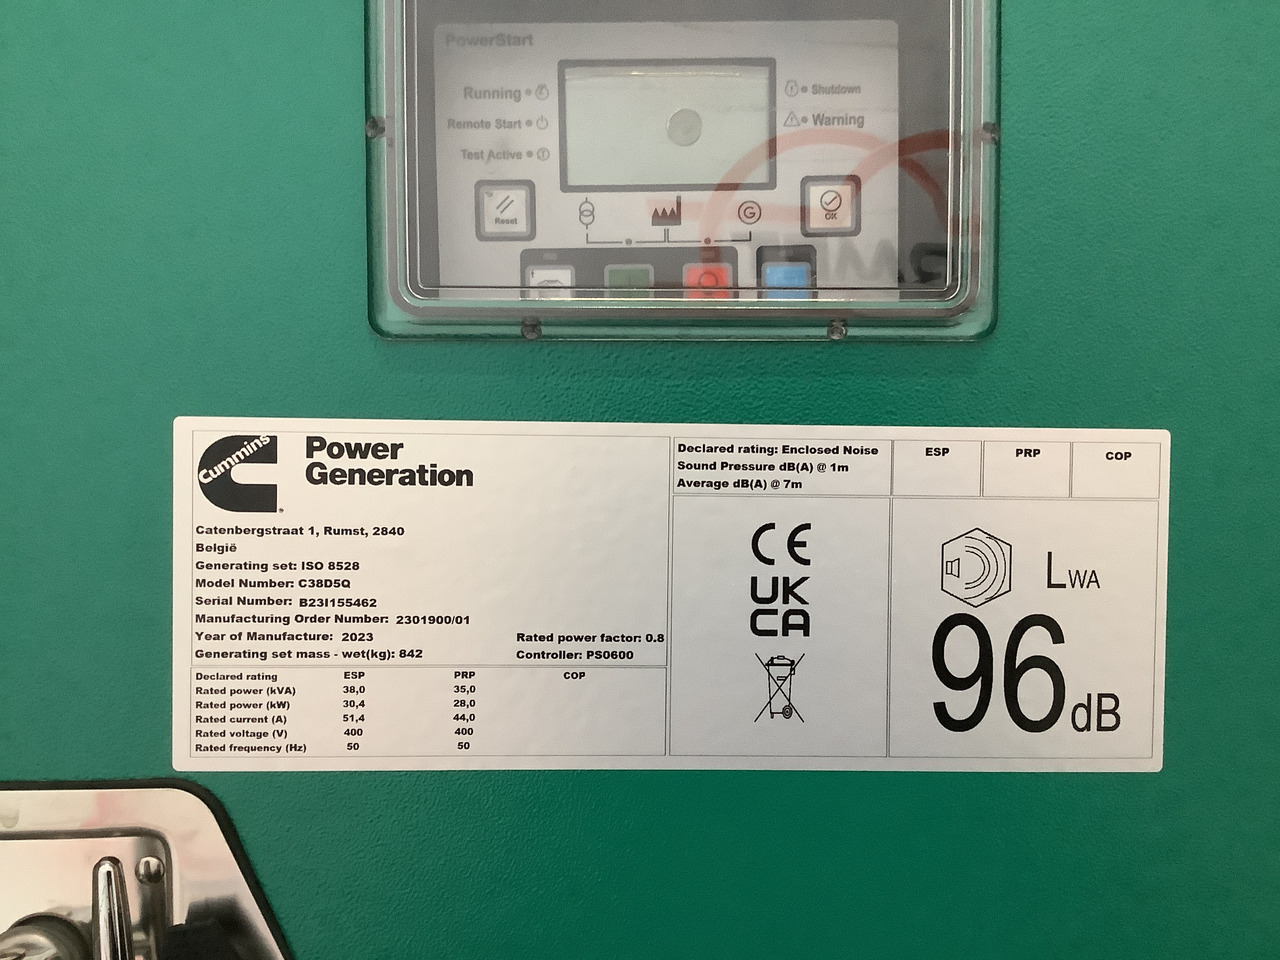 PowerStart
Running
Remote Start
Test Active
Shutdown
Warning
Reset
OK
G
Cummins
Power
Generation
Catenbergstraat 1, Rumst, 2840
België
Generating set: ISO 8528
Model Number: C38D5Q
Serial Number: B23I155462
Manufacturing Order Number: 2301900/01
Year of Manufacture: 2023
Rated power factor: 0.8
Generating set mass - wet(kg): 842
Controller: PS0600
Declared rating ESP PRP COP
Rated power (kVA) 38,0 35,0
Rated power (kW) 30,4 28,0
Rated current (A) 51,4 44,0
Rated voltage (V) 400 400
Rated frequency (Hz) 50 50
Declared rating: Enclosed Noise ESP PRP COP
Sound Pressure dB(A) @ 1m
Average dB(A) @ 7m
CE
UK
CA
LWA
96 dB